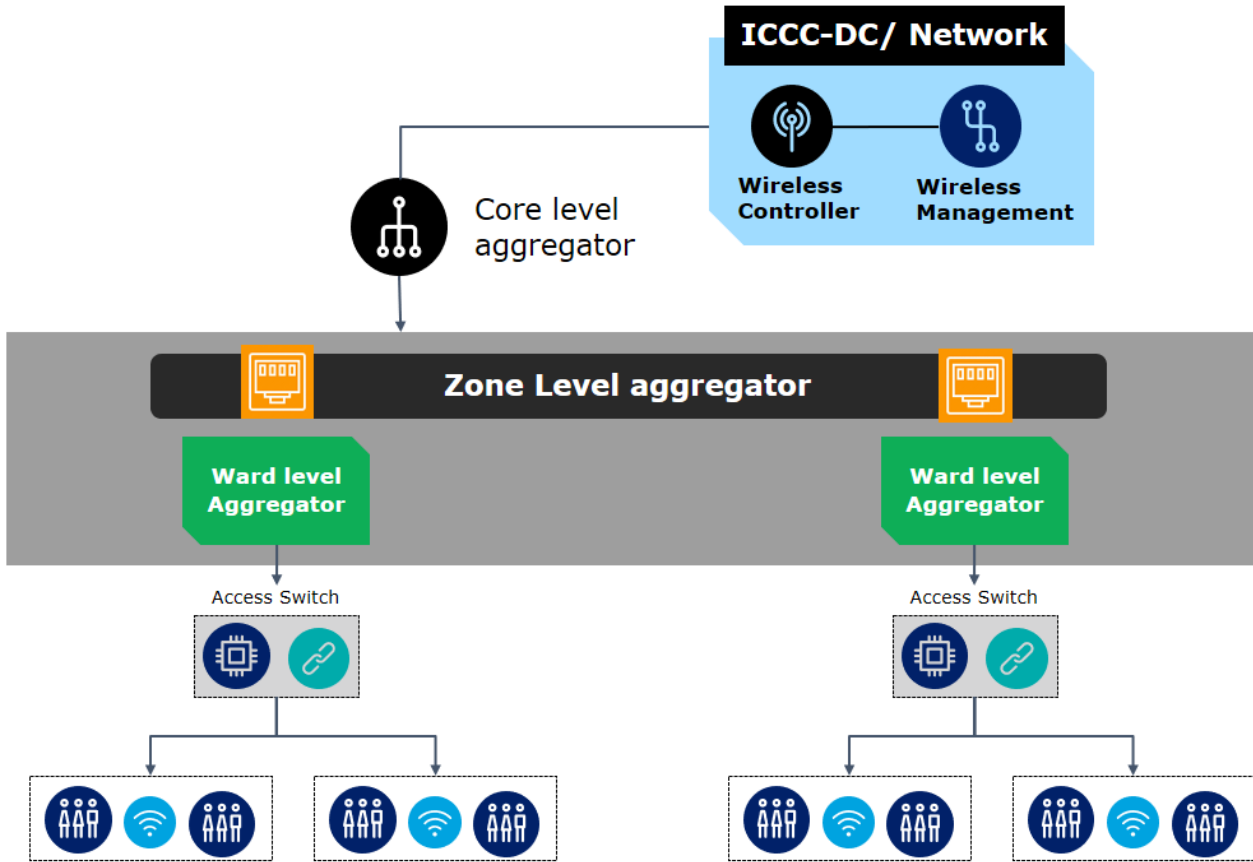 ICCC-DC/ Network
Wireless
Controller
Wireless
Management
Core level
aggregator
Zone Level aggregator
Ward level
Aggregator
Ward level
Aggregator
Access Switch
Access Switch